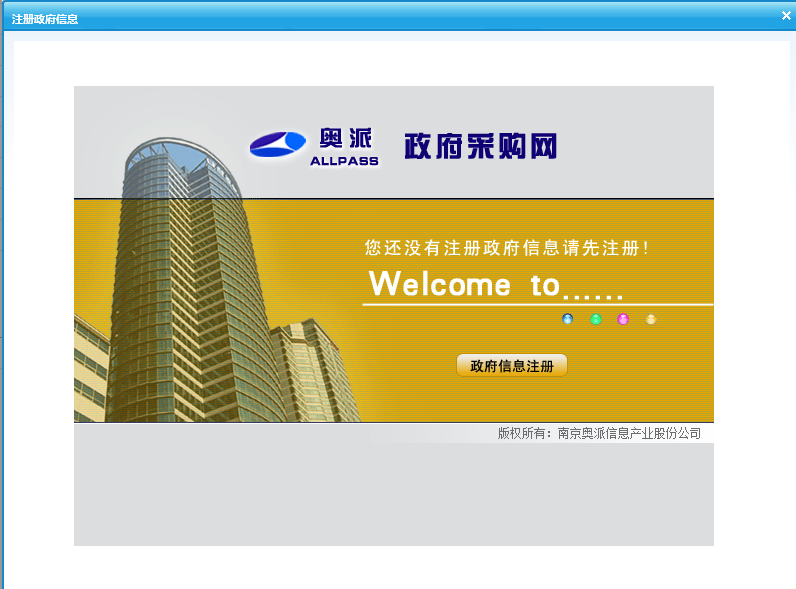 注册政府信息
奥派
ALLPASS
政府采购网
您还没有注册政府信息请先注册!
Welcome to......
政府信息注册
版权所有：南京奥派信息产业股份公司